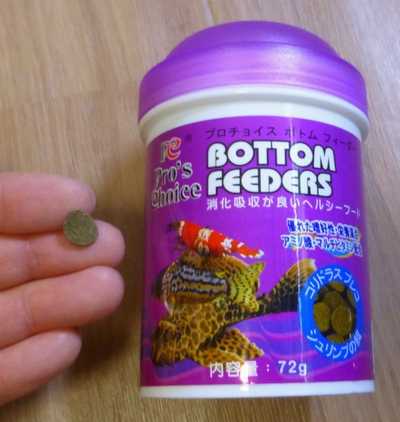 プロチョイス ボトム フィーダー
PC ®
Pro's
Choice
BOTTOM
FEEDERS
消化吸収が良いヘルシーフード
コリドラス プレコ
シュリンプの餌
内容量：72g